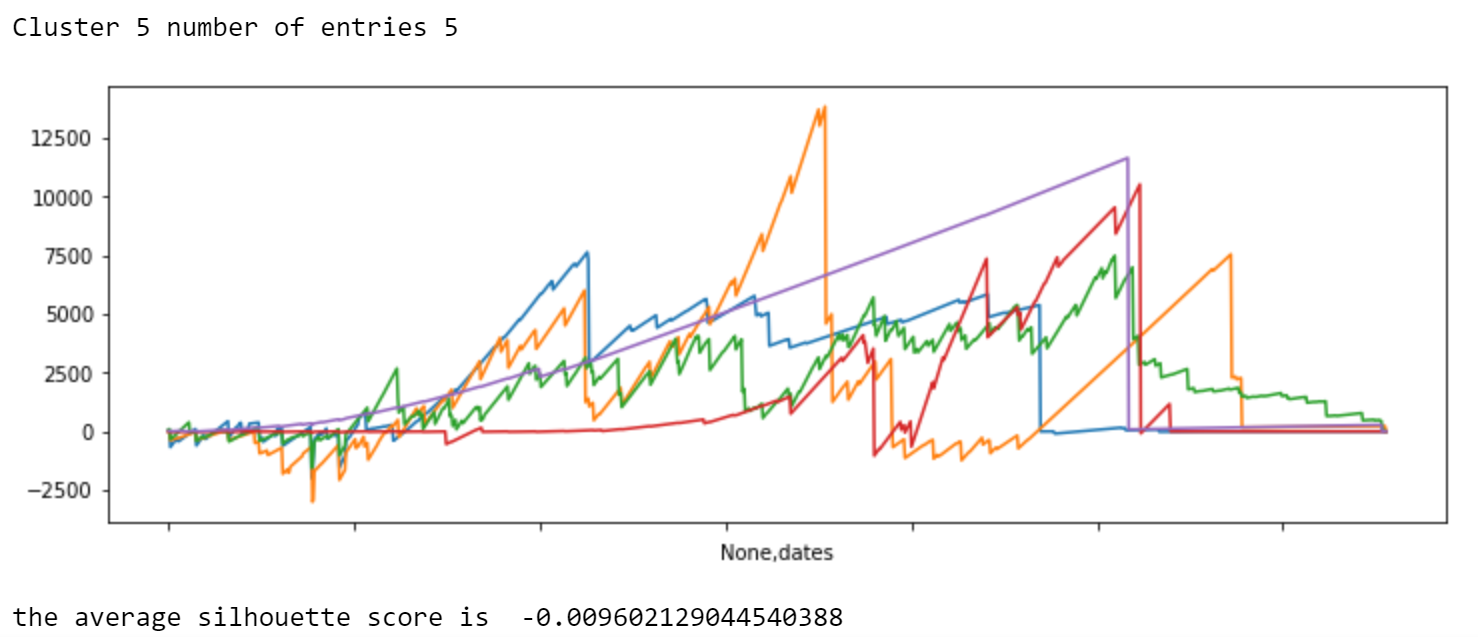 Cluster 5 number of entries 5
12500
10000
7500
5000
2500
0
−2500
None,dates
the average silhouette score is -0.009602129044540388